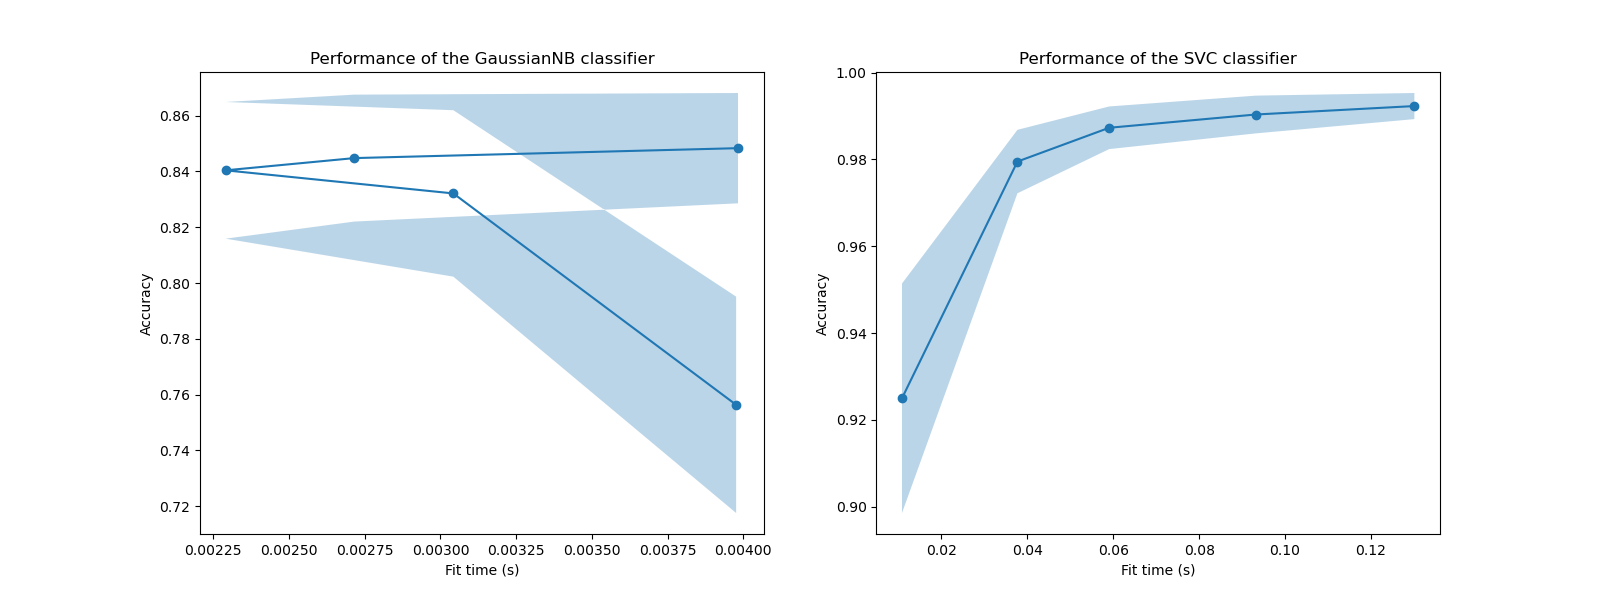 Performance of the GaussianNB classifier
0.86
0.84
0.82
0.80
0.78
0.76
0.74
0.72
Accuracy
0.00225 0.00250 0.00275 0.00300 0.00325 0.00350 0.00375 0.00400
Fit time (s)
Performance of the SVC classifier
1.00
0.98
0.96
0.94
0.92
0.90
Accuracy
0.02 0.04 0.06 0.08 0.10 0.12
Fit time (s)